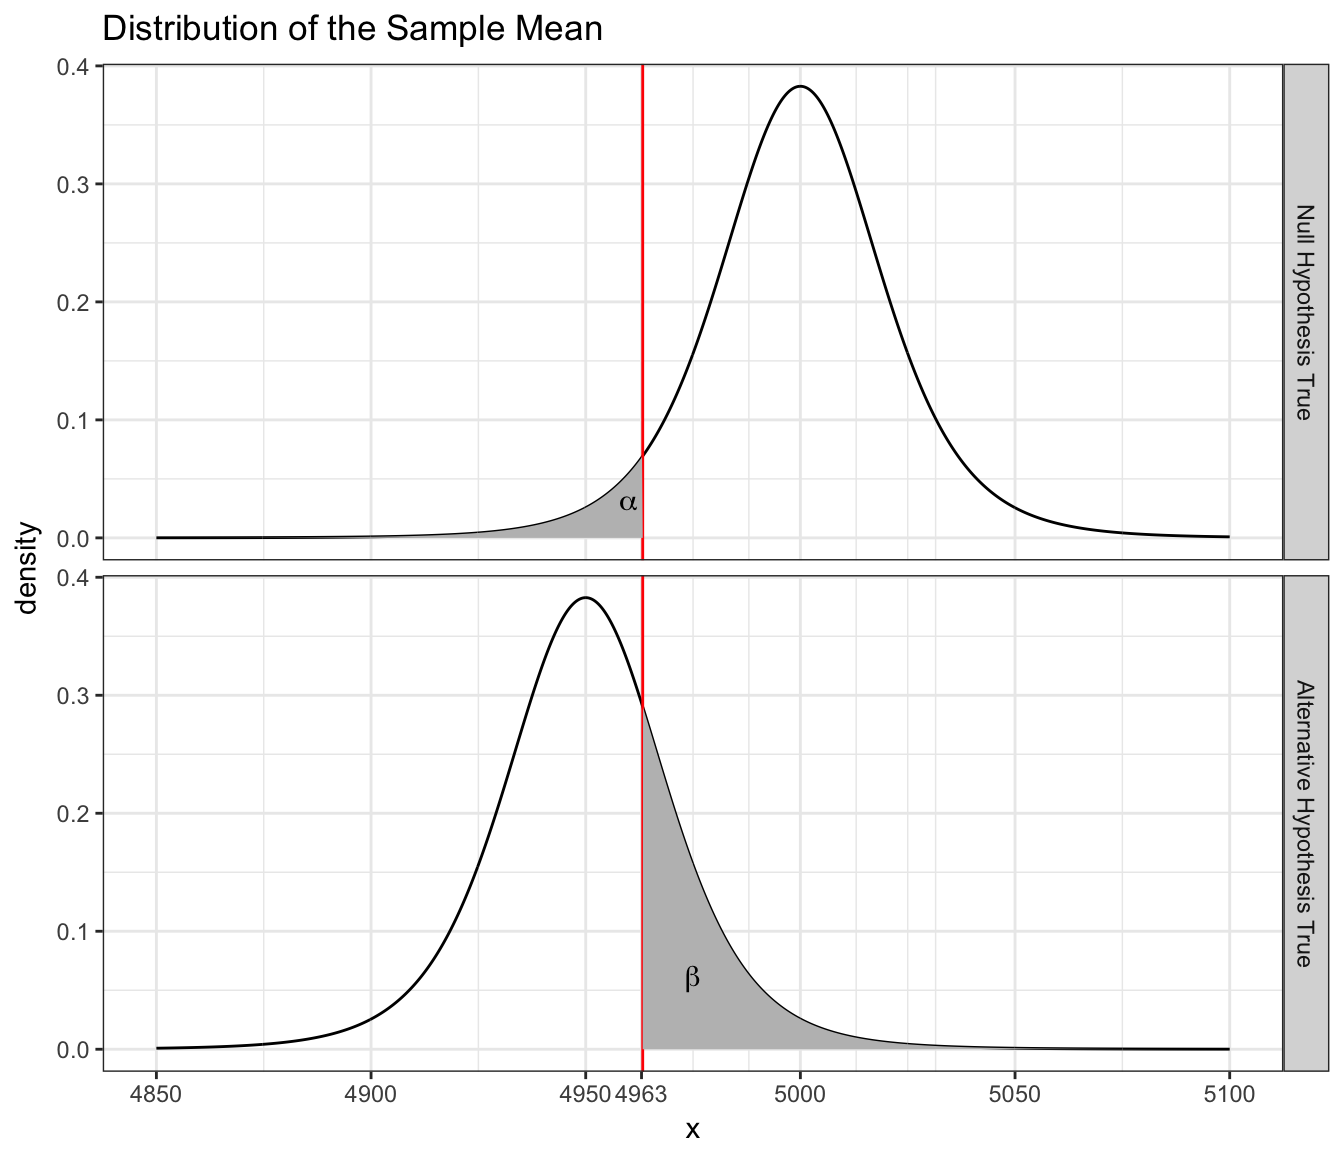 Distribution of the Sample Mean
0.4
0.3
0.2
0.1
0.0
α
Null Hypothesis True
density
0.4
0.3
0.2
0.1
0.0
β
Alternative Hypothesis True
4850 4900 4950 4963 5000 5050 5100
x